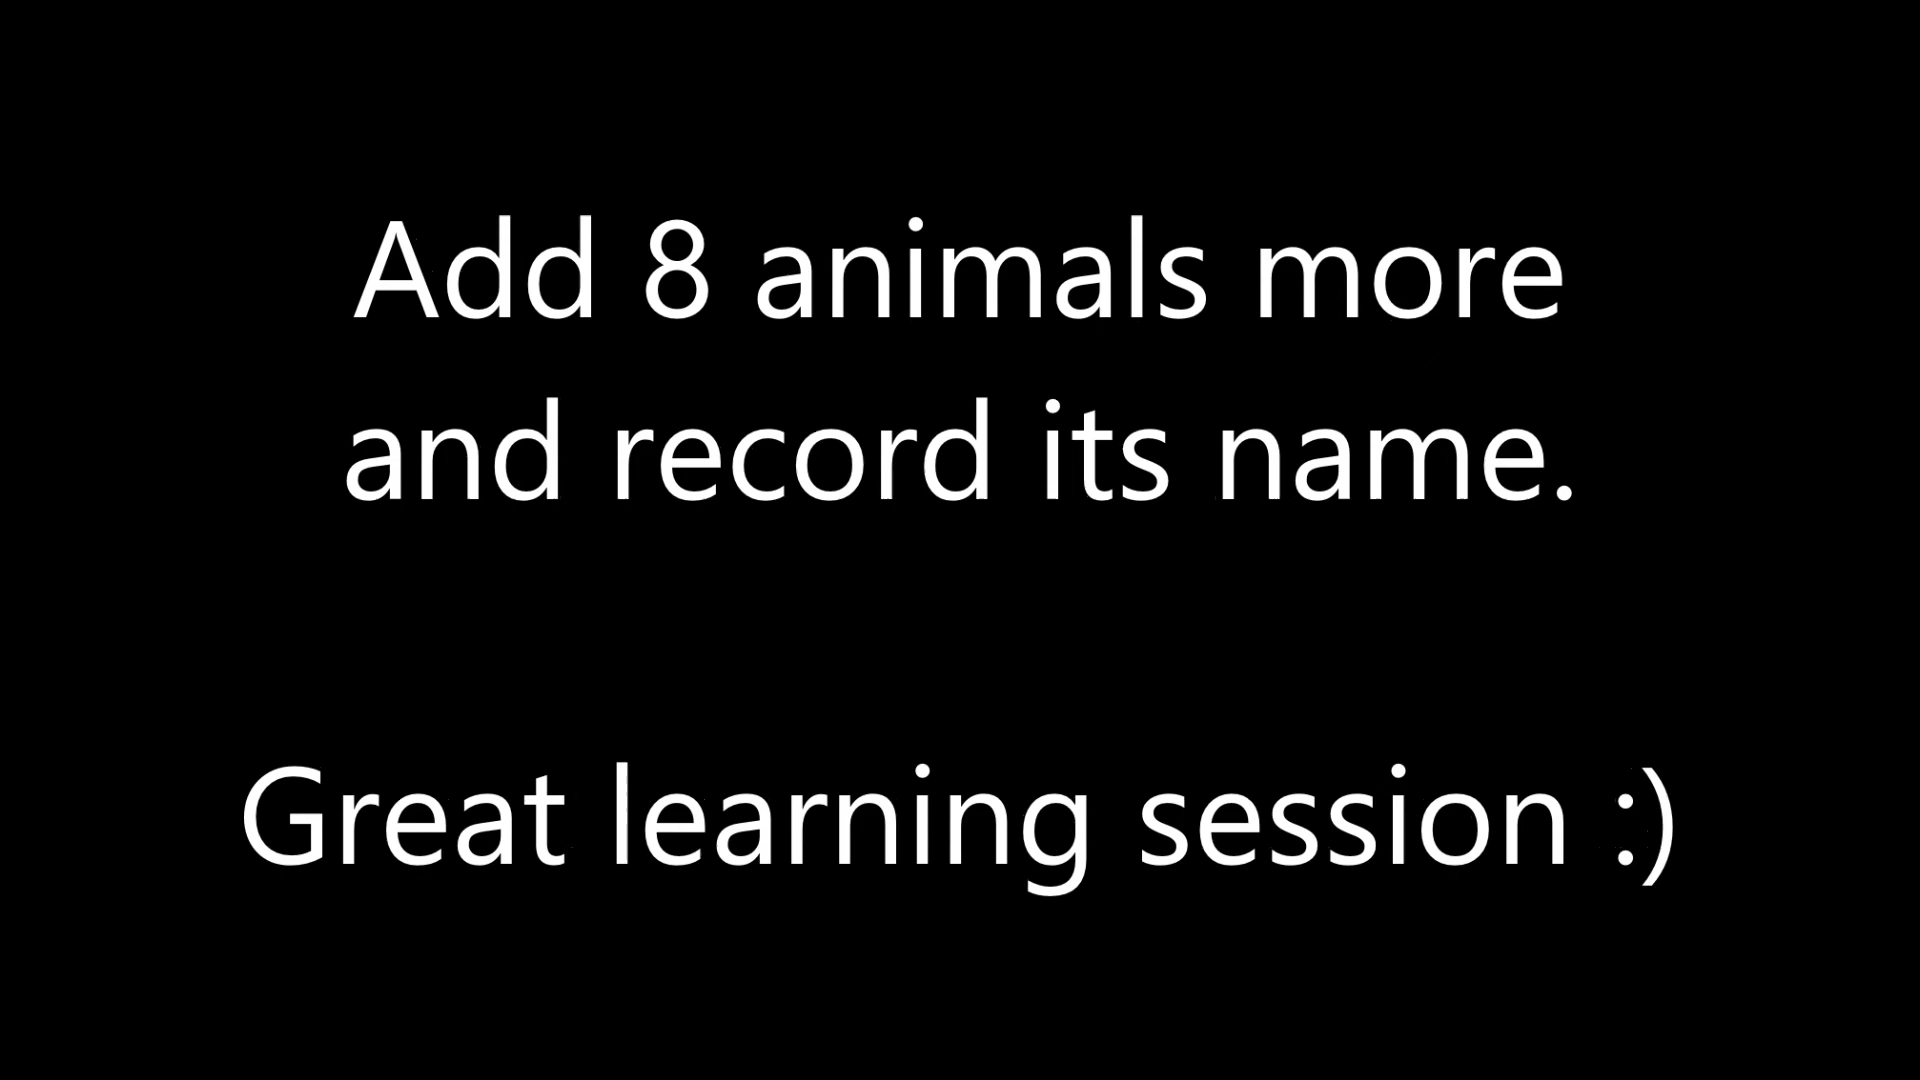 Add 8 animals more
and record its name.
Great learning session :)